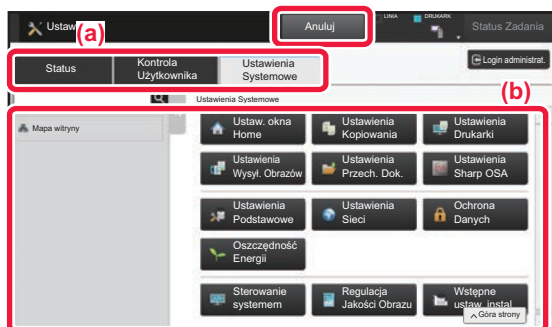 Ustaw
Anuluj
LINIA
DRUKARK
Status Zadania
(a)
Status
Kontrola
Użytkownika
Ustawienia
Systemowe
Login administrat.
Ustawienia Systemowe
(b)
Mapa witryny
Ustaw. okna
Home
Ustawienia
Kopiowania
Ustawienia
Drukarki
Ustawienia
Wysył. Obrazów
Ustawienia
Przech. Dok.
Ustawienia
Sharp OSA
Ustawienia
Podstawowe
Ustawienia
Sieci
Ochrona
Danych
Oszczędność
Energii
Sterowanie
systemem
Regulacja
Jakości Obrazu
Wstępne
ustaw. instal.
Góra strony